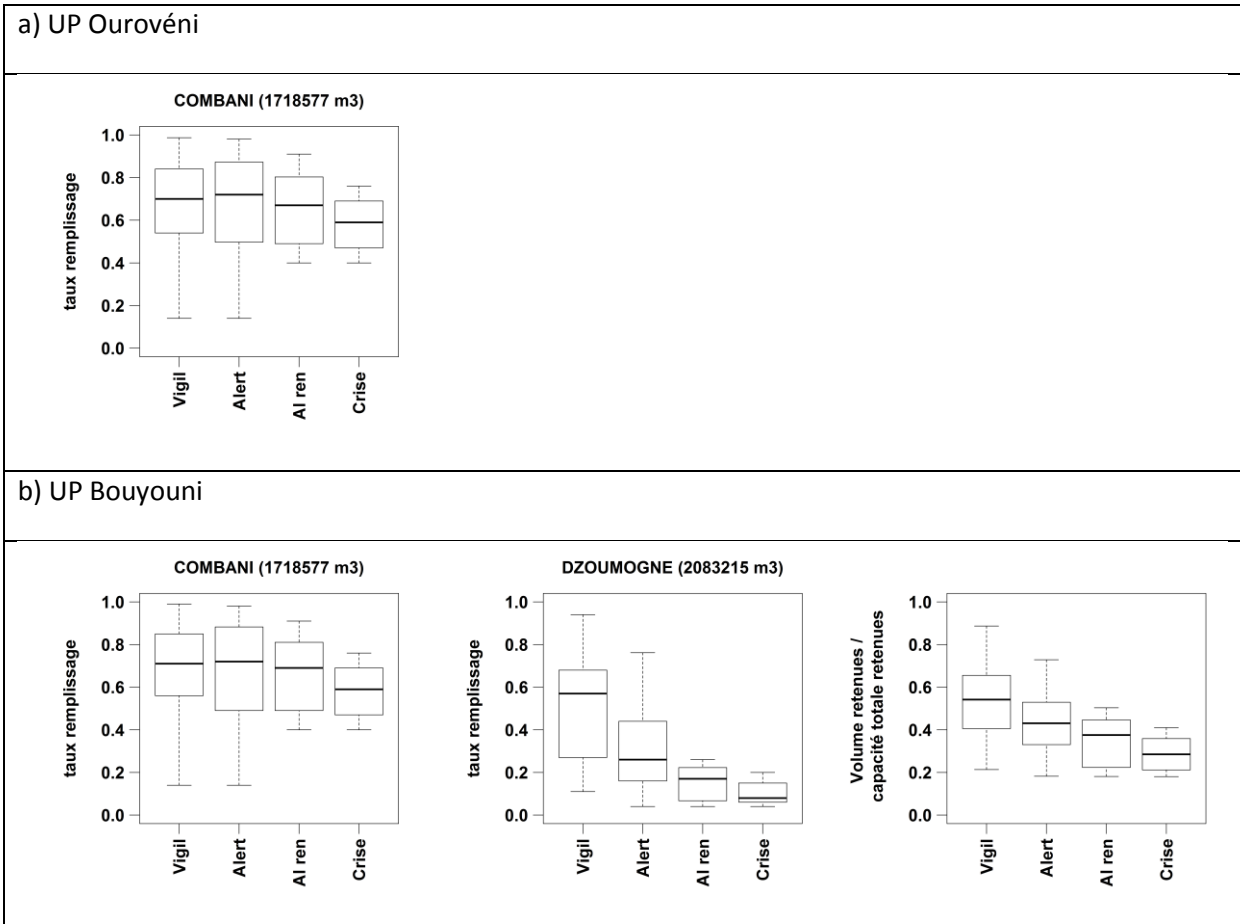 a) UP Ourovéni
COMBANI (1718577 m3)
taux remplissage
1.0
0.8
0.6
0.4
0.2
0.0
Vigil
Alert
Al ren
Crise
b) UP Bouyouni
COMBANI (1718577 m3)
taux remplissage
1.0
0.8
0.6
0.4
0.2
0.0
Vigil
Alert
Al ren
Crise
DZOUMOGNE (2083215 m3)
taux remplissage
1.0
0.8
0.6
0.4
0.2
0.0
Vigil
Alert
Al ren
Crise
Volume retenues /
capacité totale retenues
1.0
0.8
0.6
0.4
0.2
0.0
Vigil
Alert
Al ren
Crise